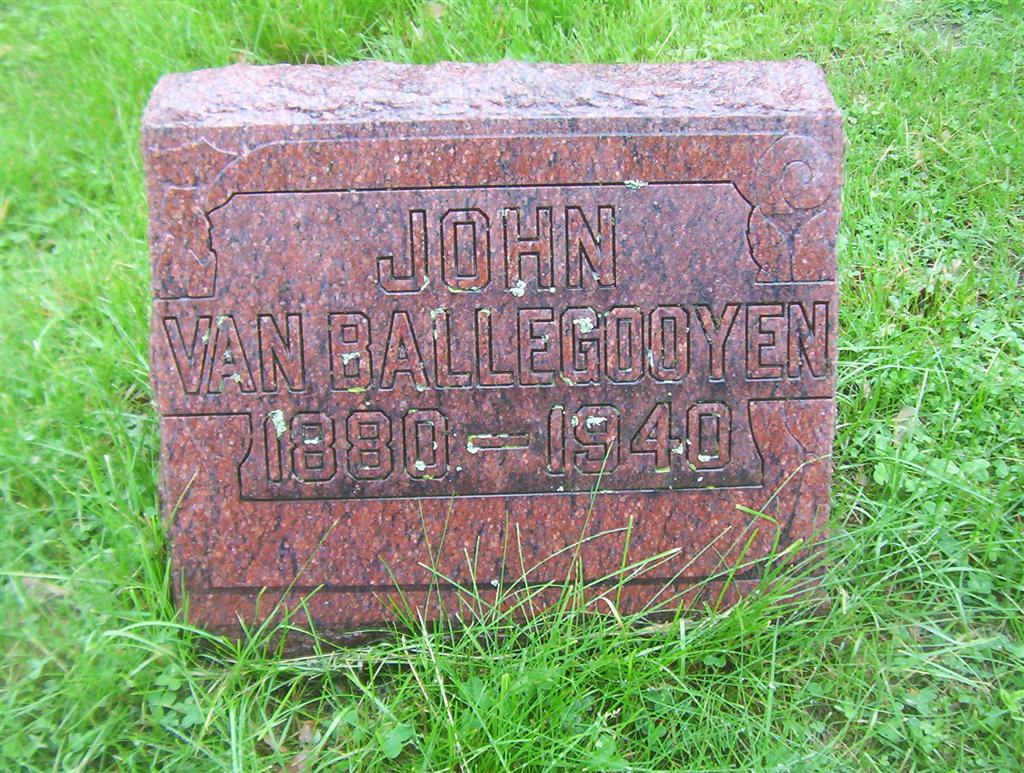 JOHN
VAN BALLEGOOYEN
1880 – 1940